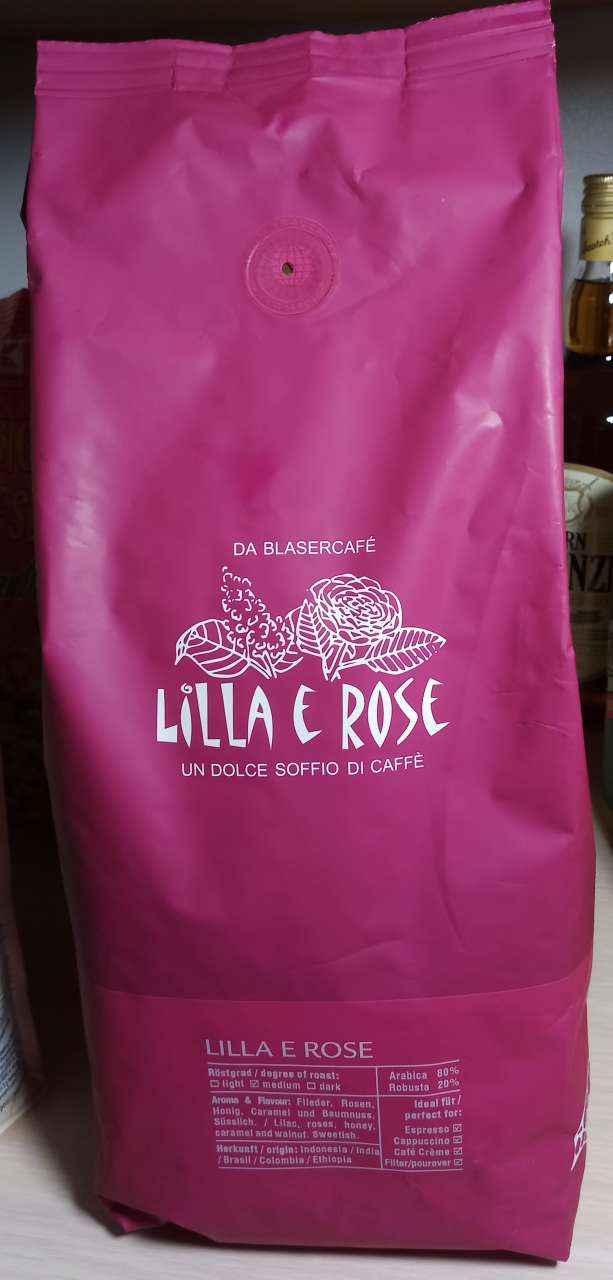 DA BLASERCAFÉ
LILLA E ROSE
UN DOLCE SOFFIO DI CAFFÈ
LILLA E ROSE
Röstgrad / degree of roast:
☐ light ☑ medium ☐ dark
Arabica 80%
Robusta 20%
Aroma & Flavour: Flieder, Rosen,
Honig, Caramel und Baumnuss.
Süsslich. / Lilac, roses, honey,
caramel and walnut. Sweetish.
Herkunft / origin: Indonesia / India
/ Brasil / Colombia / Ethiopia
Ideal für /
perfect for:
Espresso ☑
Cappuccino ☑
Café Crème ☑
Filter/pourover ☑